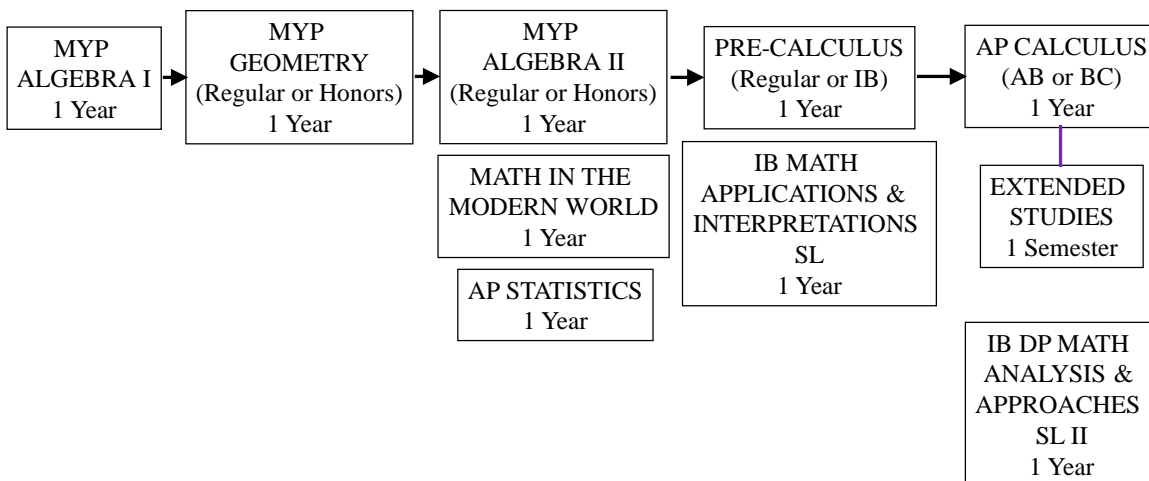 MYP
ALGEBRA I
1 Year
MYP
GEOMETRY
(Regular or Honors)
1 Year
MYP
ALGEBRA II
(Regular or Honors)
1 Year
PRE-CALCULUS
(Regular or IB)
1 Year
AP CALCULUS
(AB or BC)
1 Year
MATH IN THE
MODERN WORLD
1 Year
IB MATH
APPLICATIONS &
INTERPRETATIONS
SL
1 Year
EXTENDED
STUDIES
1 Semester
AP STATISTICS
1 Year
IB DP MATH
ANALYSIS &
APPROACHES
SL II
1 Year